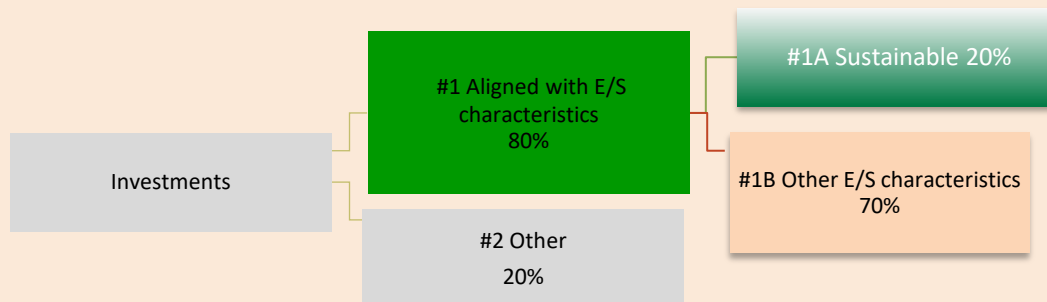 Investments
#1 Aligned with E/S
characteristics
80%
#2 Other
20%
#1A Sustainable 20%
#1B Other E/S characteristics
70%